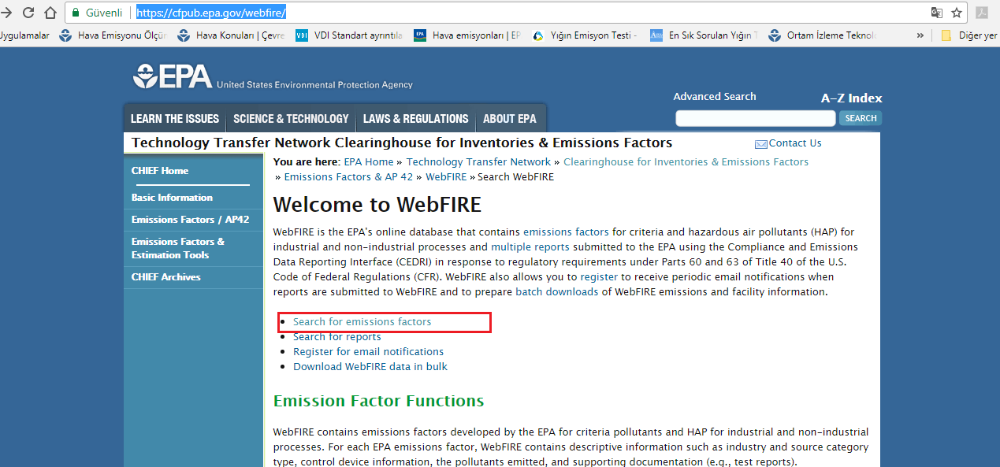 Güvenli https://cfpub.epa.gov/webfire/
Uygulamalar Hava Emisyonu Ölçü Hava Konuları | Çevre VDI VDI Standart ayrıntıla EPA Hava emisyonları | EP Yığın Emisyon Testi - En Sık Sorulan Yığın T Ortam İzleme Teknolo » Diğer yer
EPA United States Environmental Protection Agency
Advanced Search A-Z Index
SEARCH
LEARN THE ISSUES SCIENCE & TECHNOLOGY LAWS & REGULATIONS ABOUT EPA
Technology Transfer Network Clearinghouse for Inventories & Emissions Factors
Contact Us
CHIEF Home
Basic Information
Emissions Factors / AP42
Emissions Factors &
Estimation Tools
CHIEF Archives
You are here: EPA Home » Technology Transfer Network » Clearinghouse for Inventories & Emissions Factors
» Emissions Factors & AP 42 » WebFIRE » Search WebFIRE
Welcome to WebFIRE
WebFIRE is the EPA's online database that contains emissions factors for criteria and hazardous air pollutants (HAP) for
industrial and non-industrial processes and multiple reports submitted to the EPA using the Compliance and Emissions
Data Reporting Interface (CEDRI) in response to regulatory requirements under Parts 60 and 63 of Title 40 of the U.S.
Code of Federal Regulations (CFR). WebFIRE also allows you to register to receive periodic email notifications when
reports are submitted to WebFIRE and to prepare batch downloads of WebFIRE emissions and facility information.
• Search for emissions factors
• Search for reports
• Register for email notifications
• Download WebFIRE data in bulk
Emission Factor Functions
WebFIRE contains emissions factors developed by the EPA for criteria pollutants and HAP for industrial and non-industrial
processes. For each EPA emissions factor, WebFIRE contains descriptive information such as industry and source category
type, control device information, the pollutants emitted, and supporting documentation (e.g., test reports).